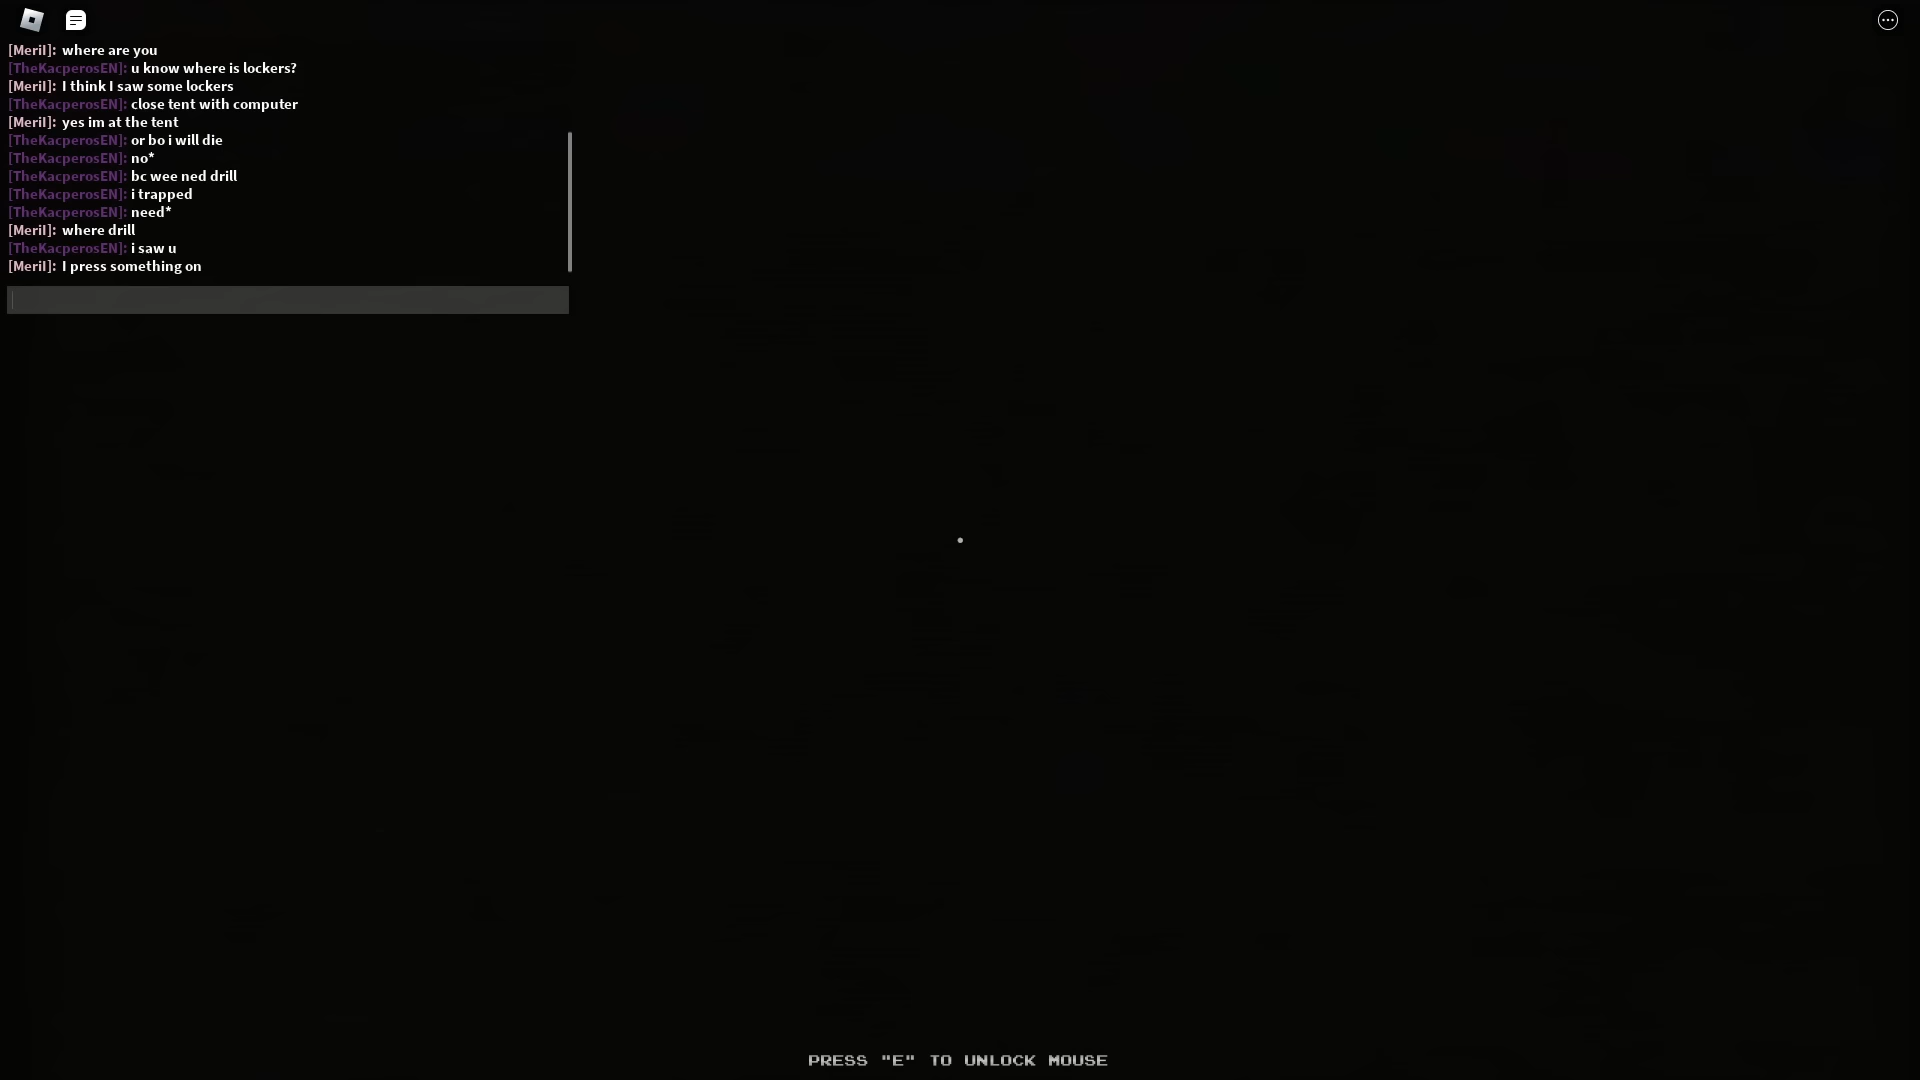 [Meril]: where are you
[TheKacperosEN]: u know where is lockers?
[Meril]: I think I saw some lockers
[TheKacperosEN]: close tent with computer
[Meril]: yes im at the tent
[TheKacperosEN]: or bo i will die
[TheKacperosEN]: no*
[TheKacperosEN]: bc wee ned drill
[TheKacperosEN]: i trapped
[TheKacperosEN]: need*
[Meril]: where drill
[TheKacperosEN]: i saw u
[Meril]: I press something on
PRESS "E" TO UNLOCK MOUSE